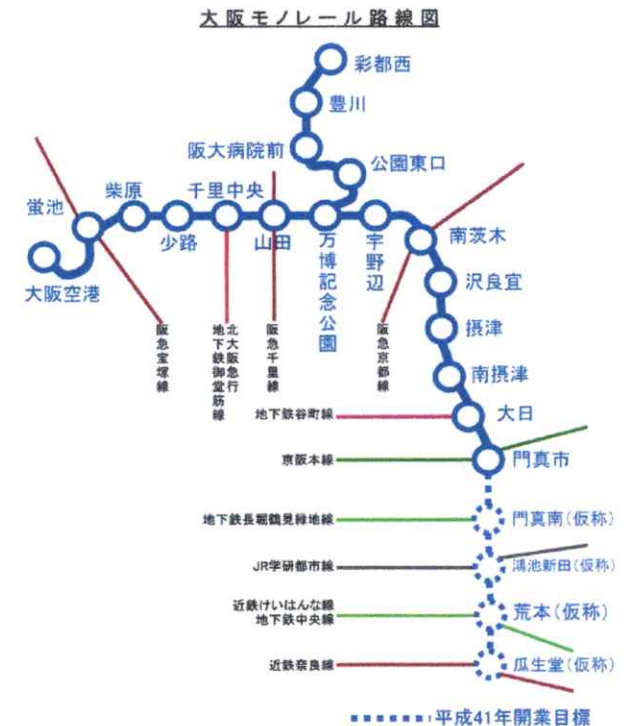 大阪モノレール路線図
彩都西
豊川
阪大病院前
公園東口
柴原
千里中央
蛍池
少路
山田
万博記念公園
宇野辺
南茨木
大阪空港
沢良宜
摂津
南摂津
大日
門真市
阪急宝塚線
北大阪急行
地下鉄御堂筋線
阪急千里線
阪急京都線
地下鉄谷町線
京阪本線
地下鉄長堀鶴見緑地線
門真南(仮称)
JR学研都市線
鴻池新田(仮称)
近鉄けいはんな線
地下鉄中央線
荒本(仮称)
近鉄奈良線
瓜生堂(仮称)
平成41年開業目標